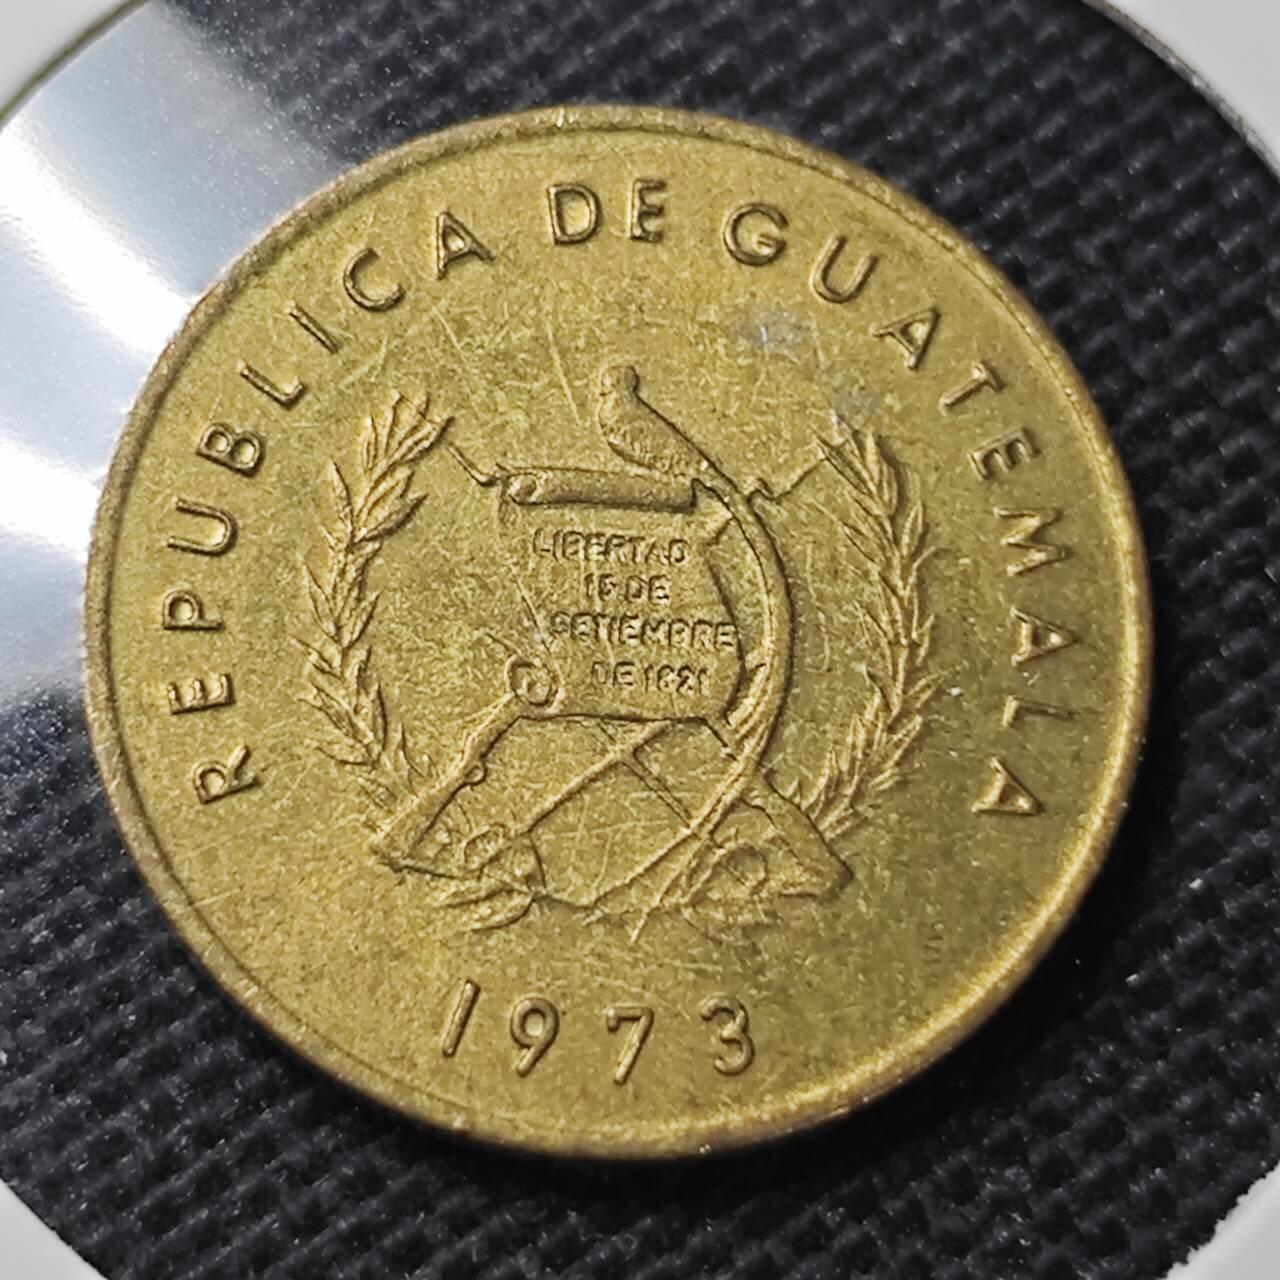 REPUBLICA DE GUATEMALA
LIBERTAD
15 DE
SETIEMBRE
DE 1821
1973